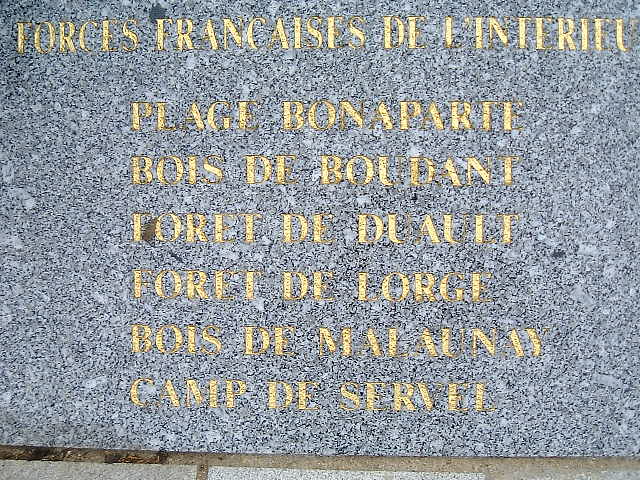 FORCES FRANCAISES DE L'INTERIEU
PLAGE BONAPARTE
BOIS DE BOUDANT
FORET DE DUAULT
FORET DE LORGE
BOIS DE MALAUNAY
CAMP DE SERVEL